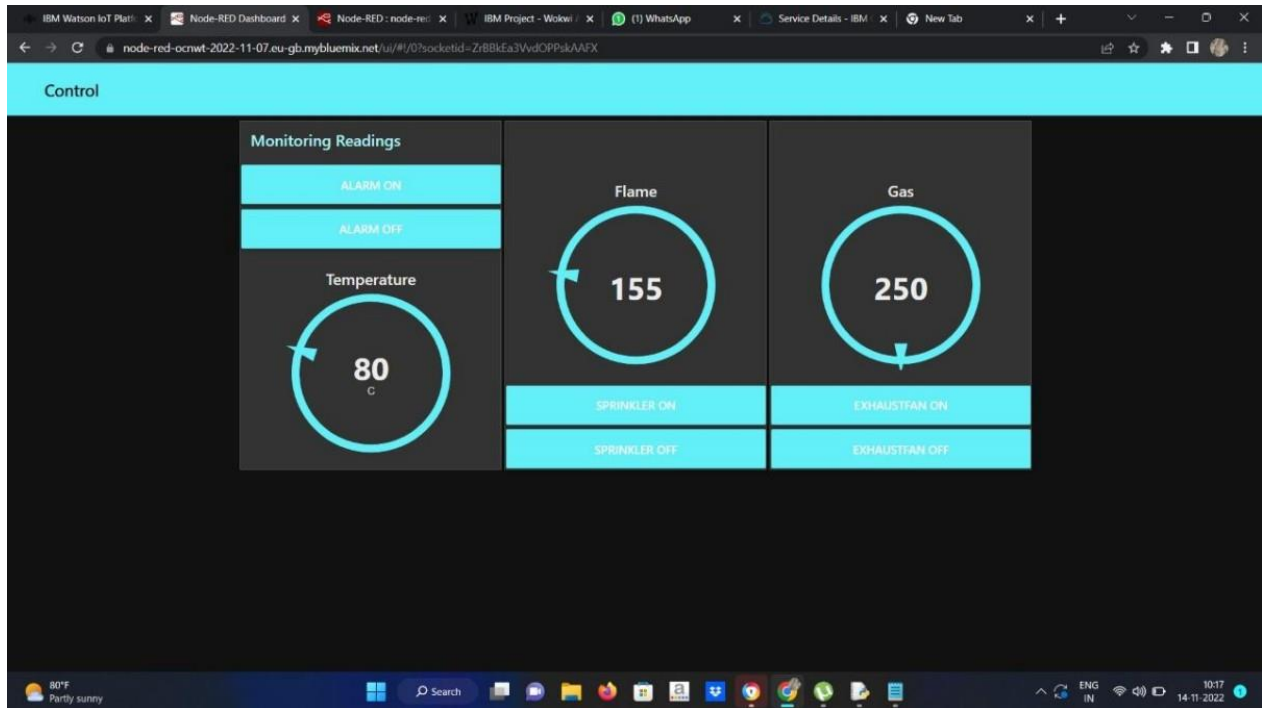 IBM Watson IoT Platf
Node-RED Dashboard
Node-RED : node-red
IBM Project - Wokwi
(1) WhatsApp
Service Details - IBM
New Tab
node-red-ocnwt-2022-11-07.eu-gb.mybluemix.net/ui/#!/0?socketid=ZrBBkEa3VvdOPPskAAFX
Control
Monitoring Readings
ALARM ON
ALARM OFF
Temperature
80
C
Flame
155
SPRINKLER ON
SPRINKLER OFF
Gas
250
EXHAUSTFAN ON
EXHAUSTFAN OFF
80°F
Partly sunny
Search
ENG
IN
10:17
14-11-2022
1